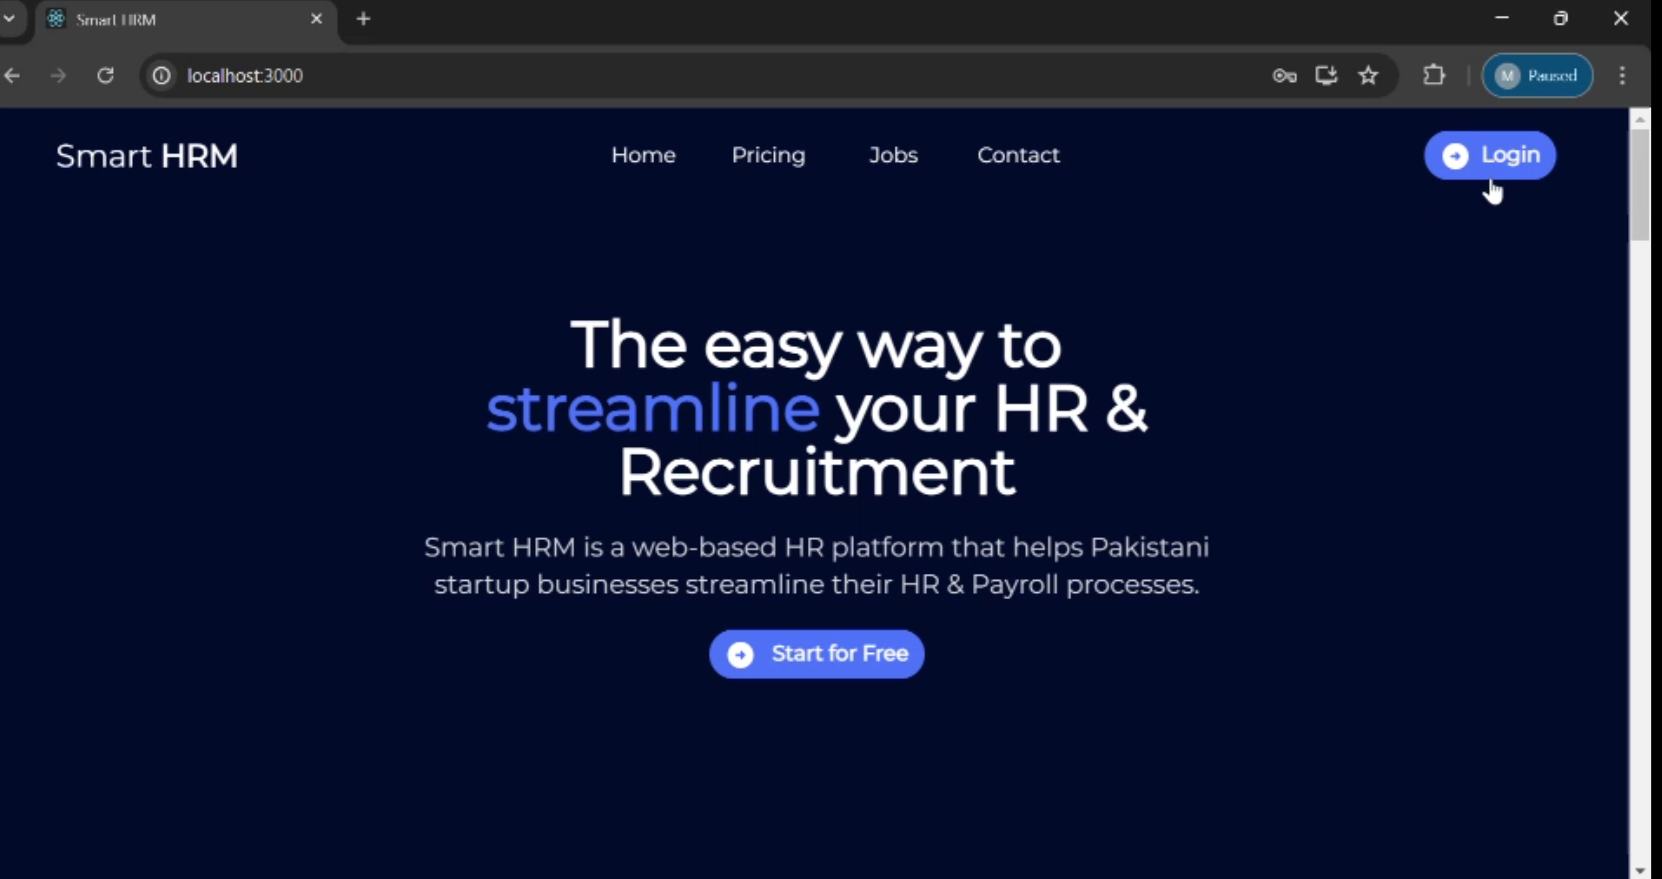 Smart HRM
localhost:3000
M Paused
Smart HRM
Home Pricing Jobs Contact
Login
The easy way to
streamline your HR &
Recruitment
Smart HRM is a web-based HR platform that helps Pakistani
startup businesses streamline their HR & Payroll processes.
Start for Free